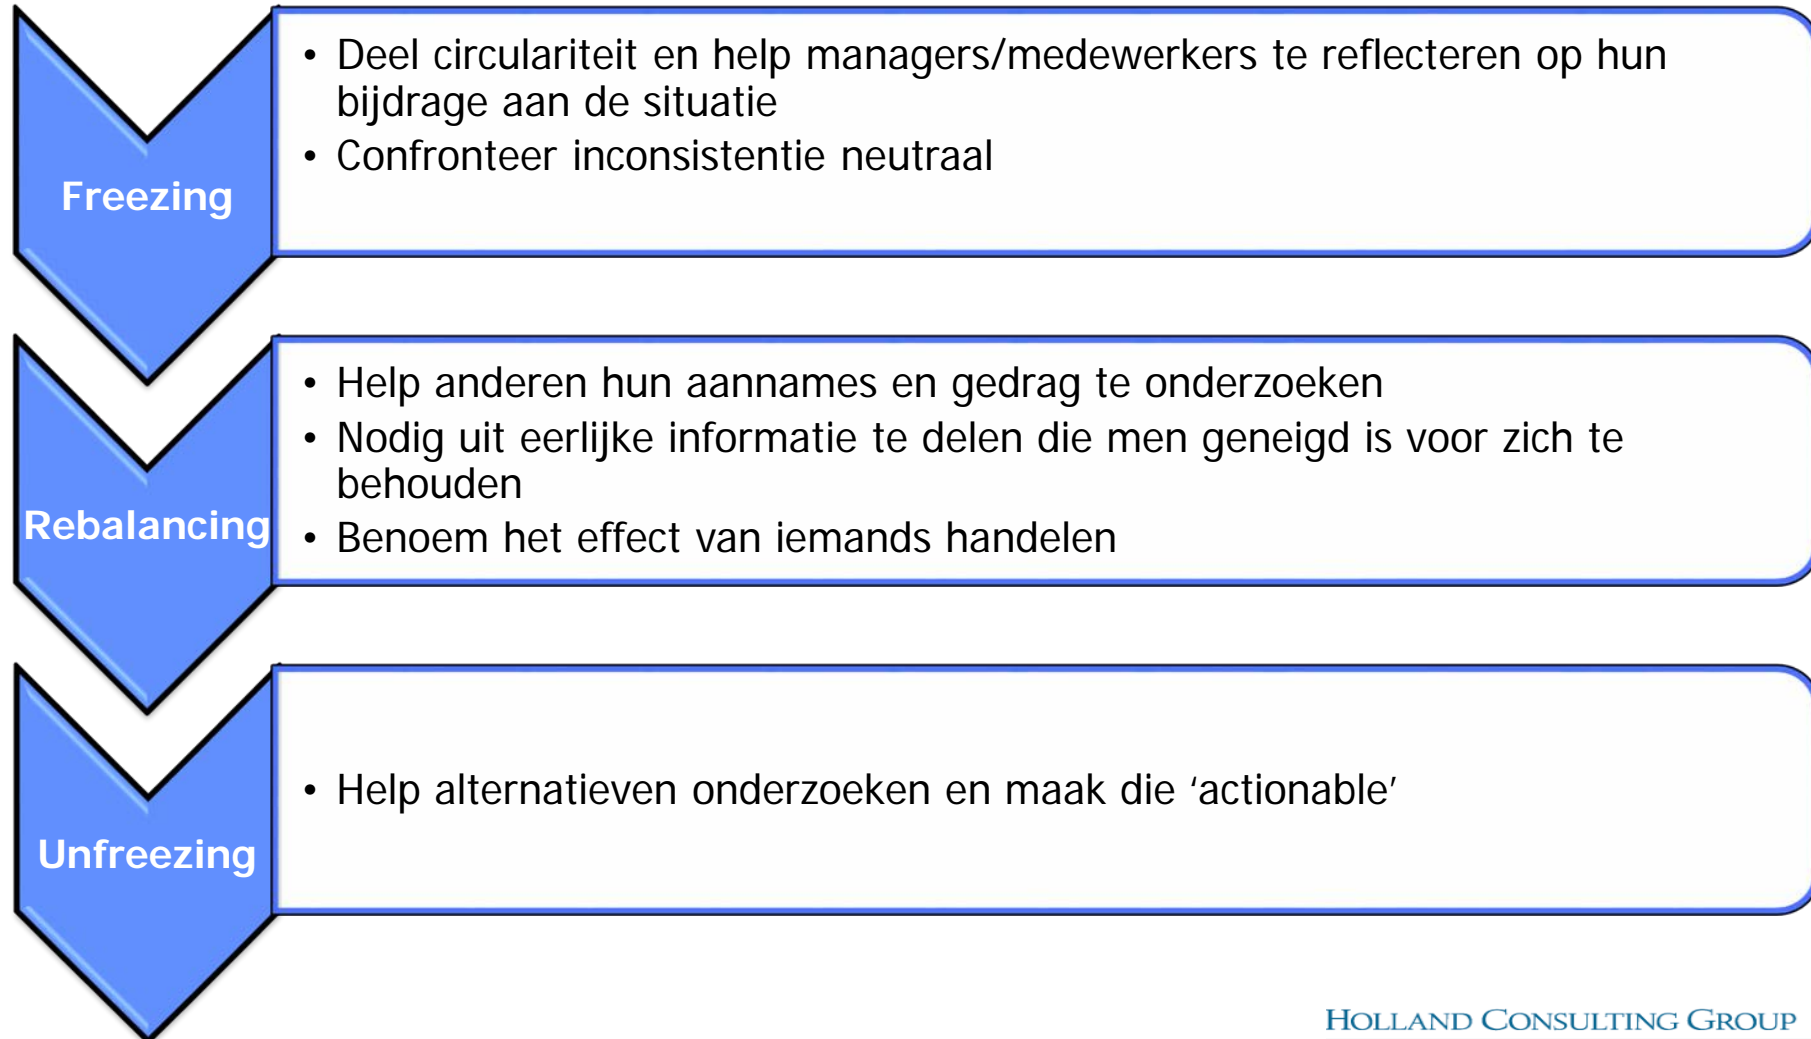 • Deel circulariteit en help managers/medewerkers te reflecteren op hun
bijdrage aan de situatie
• Confronteer inconsistentie neutraal
Freezing
• Help anderen hun aannames en gedrag te onderzoeken
• Nodig uit eerlijke informatie te delen die men geneigd is voor zich te
behouden
• Benoem het effect van iemands handelen
Rebalancing
• Help alternatieven onderzoeken en maak die ‘actionable’
Unfreezing
HOLLAND CONSULTING GROUP